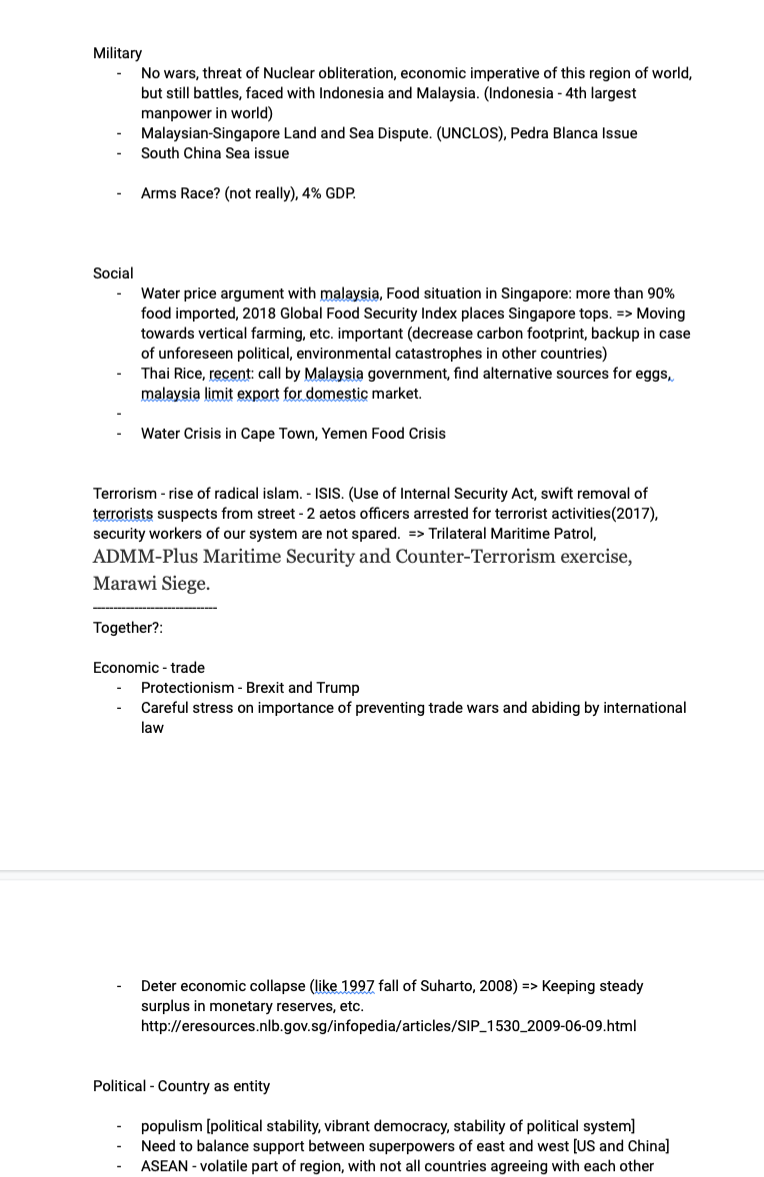 Military
- No wars, threat of Nuclear obliteration, economic imperative of this region of world,
but still battles, faced with Indonesia and Malaysia. (Indonesia - 4th largest
manpower in world)
- Malaysian-Singapore Land and Sea Dispute. (UNCLOS), Pedra Blanca Issue
- South China Sea issue
- Arms Race? (not really), 4% GDP.
Social
- Water price argument with malaysia, Food situation in Singapore: more than 90%
food imported, 2018 Global Food Security Index places Singapore tops. => Moving
towards vertical farming, etc. important (decrease carbon footprint, backup in case
of unforeseen political, environmental catastrophes in other countries)
- Thai Rice, recent: call by Malaysia government, find alternative sources for eggs,
malaysia limit export for domestic market.
-
- Water Crisis in Cape Town, Yemen Food Crisis
Terrorism - rise of radical islam. - ISIS. (Use of Internal Security Act, swift removal of
terrorists suspects from street - 2 aetos officers arrested for terrorist activities(2017),
security workers of our system are not spared. => Trilateral Maritime Patrol,
ADMM-Plus Maritime Security and Counter-Terrorism exercise,
Marawi Siege.
-------------------------------
Together?:
Economic - trade
- Protectionism - Brexit and Trump
- Careful stress on importance of preventing trade wars and abiding by international
law
- Deter economic collapse (like 1997 fall of Suharto, 2008) => Keeping steady
surplus in monetary reserves, etc.
http://eresources.nlb.gov.sg/infopedia/articles/SIP_1530_2009-06-09.html
Political - Country as entity
- populism [political stability, vibrant democracy, stability of political system]
- Need to balance support between superpowers of east and west [US and China]
- ASEAN - volatile part of region, with not all countries agreeing with each other